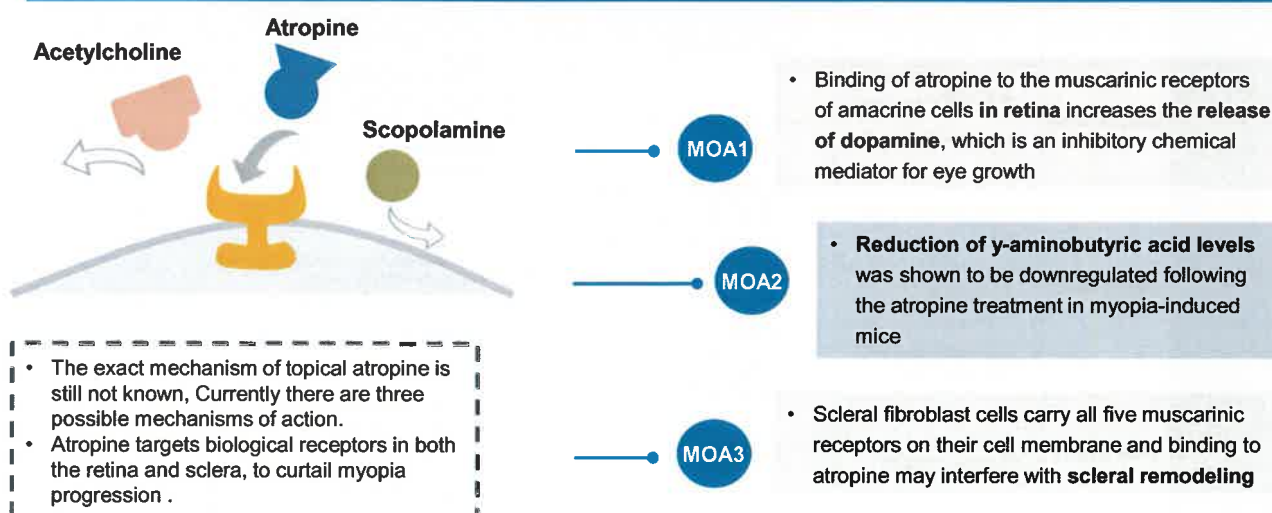 Atropine
Acetylcholine
Scopolamine
• The exact mechanism of topical atropine is
still not known, Currently there are three
possible mechanisms of action.
• Atropine targets biological receptors in both
the retina and sclera, to curtail myopia
progression .
MOA1
• Binding of atropine to the muscarinic receptors
of amacrine cells in retina increases the release
of dopamine, which is an inhibitory chemical
mediator for eye growth
MOA2
• Reduction of y-aminobutyric acid levels
was shown to be downregulated following
the atropine treatment in myopia-induced
mice
MOA3
• Scleral fibroblast cells carry all five muscarinic
receptors on their cell membrane and binding to
atropine may interfere with scleral remodeling